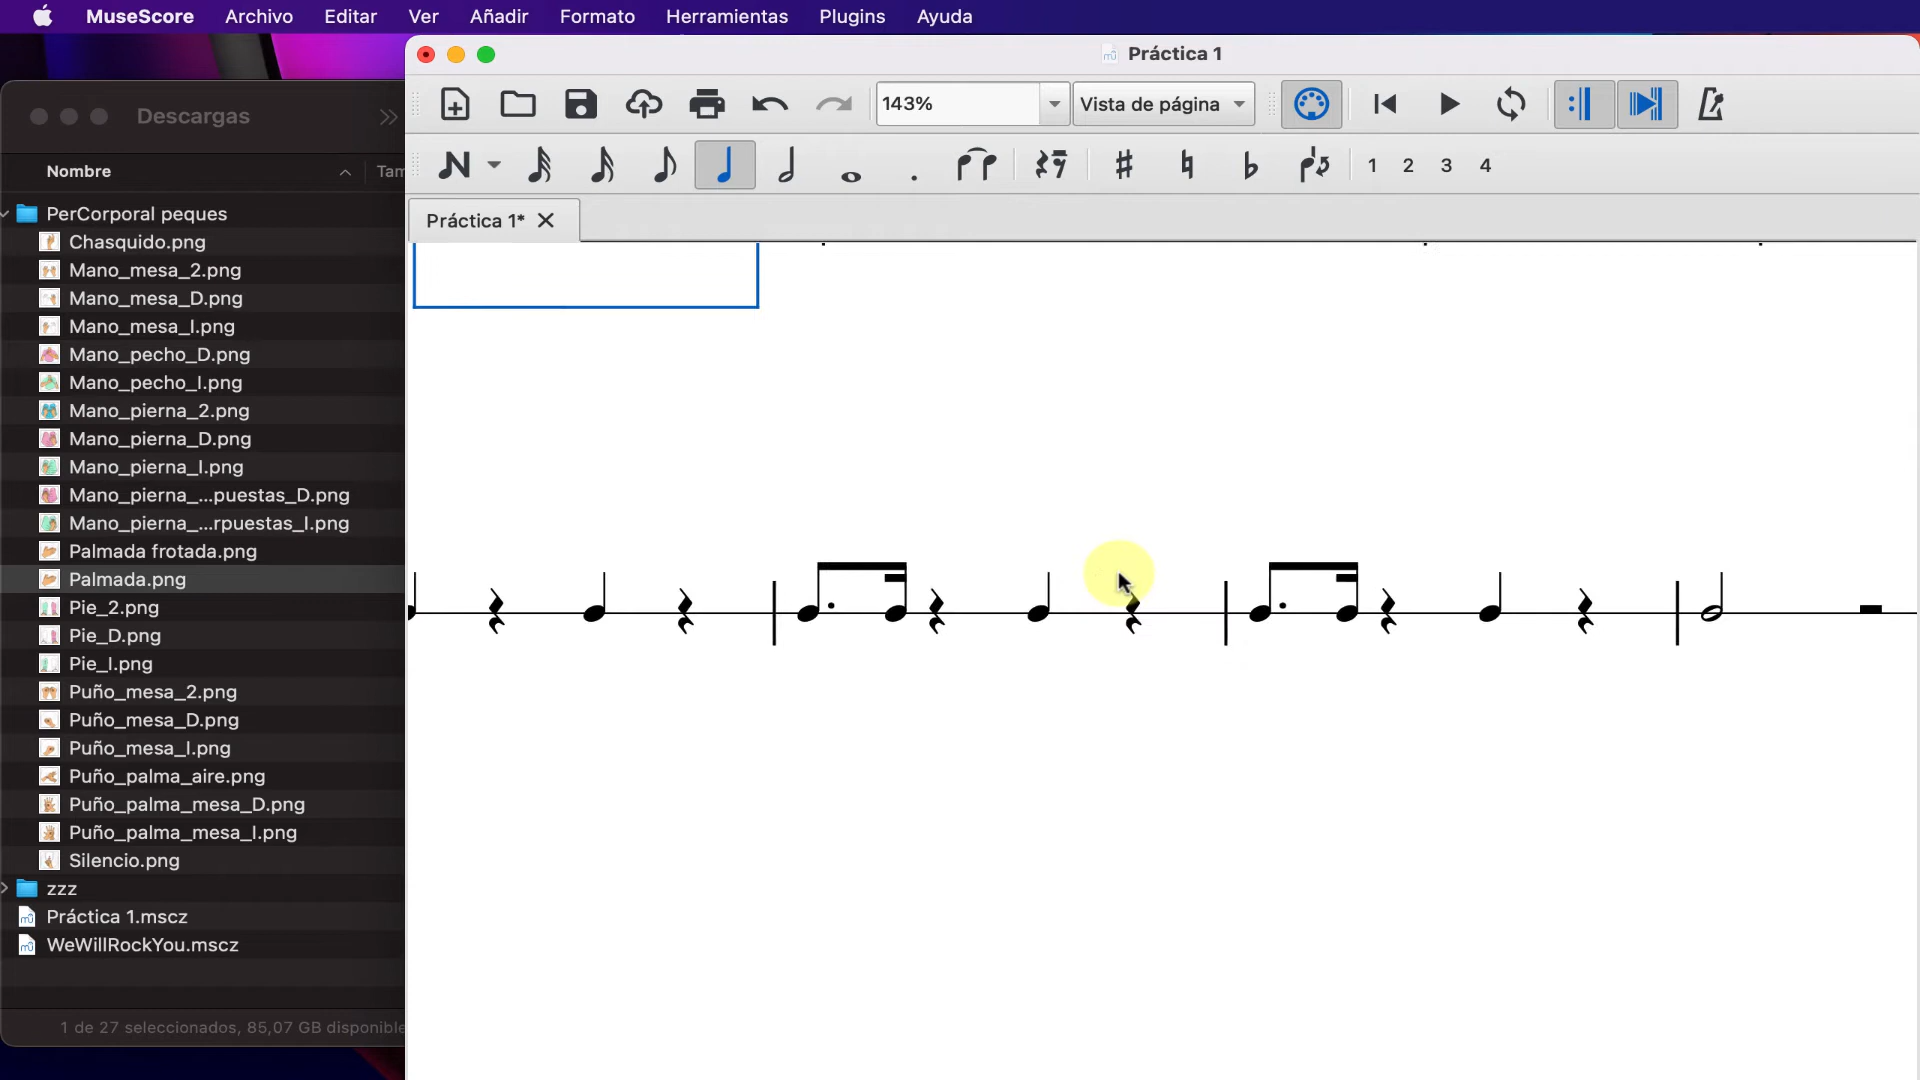 MuseScore Archivo Editar Ver Añadir Formato Herramientas Plugins Ayuda
Práctica 1
Descargas
143%
Vista de página
1 2 3 4
Nombre
Tam
Práctica 1*
PerCorporal peques
Chasquido.png
Mano_mesa_2.png
Mano_mesa_D.png
Mano_mesa_I.png
Mano_pecho_D.png
Mano_pecho_I.png
Mano_pierna_2.png
Mano_pierna_D.png
Mano_pierna_I.png
Mano_pierna_...puestas_D.png
Mano_pierna_...rpuestas_I.png
Palmada frotada.png
Palmada.png
Pie_2.png
Pie_D.png
Pie_I.png
Puño_mesa_2.png
Puño_mesa_D.png
Puño_mesa_I.png
Puño_palma_aire.png
Puño_palma_mesa_D.png
Puño_palma_mesa_I.png
Silencio.png
zzz
Práctica 1.mscz
WeWillRockYou.mscz
1 de 27 seleccionados, 85,07 GB disponible